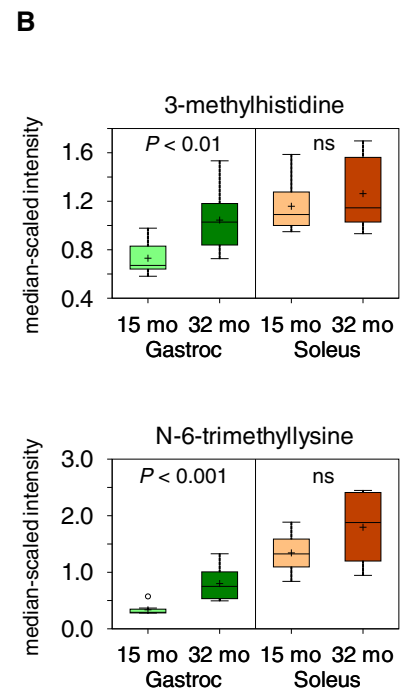 B
3-methylhistidine
median-scaled intensity
1.6
1.2
0.8
0.4
P < 0.01
ns
15 mo 32 mo 15 mo 32 mo
Gastroc Soleus
N-6-trimethyllysine
median-scaled intensity
3.0
2.0
1.0
0.0
P < 0.001
ns
15 mo 32 mo 15 mo 32 mo
Gastroc Soleus